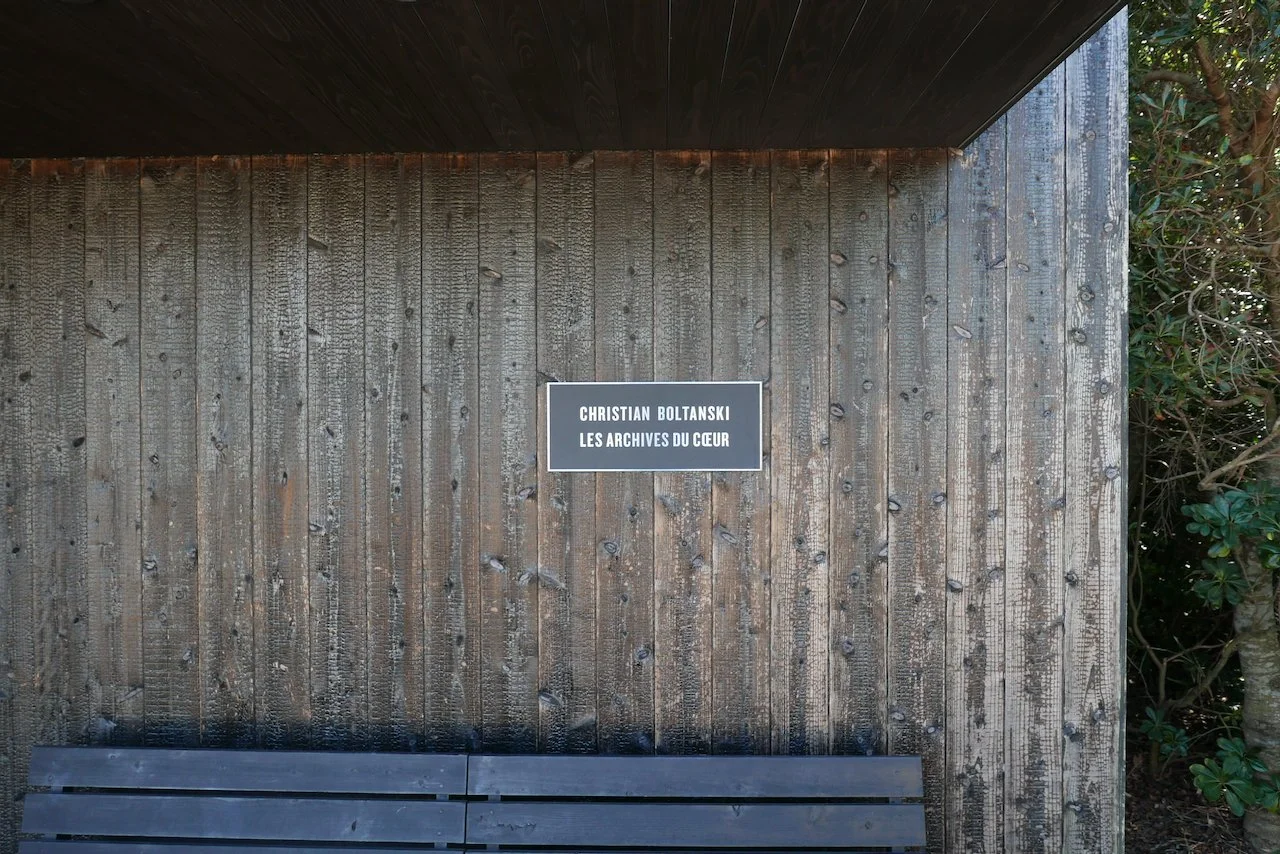 CHRISTIAN BOLTANSKI
LES ARCHIVES DU CŒUR